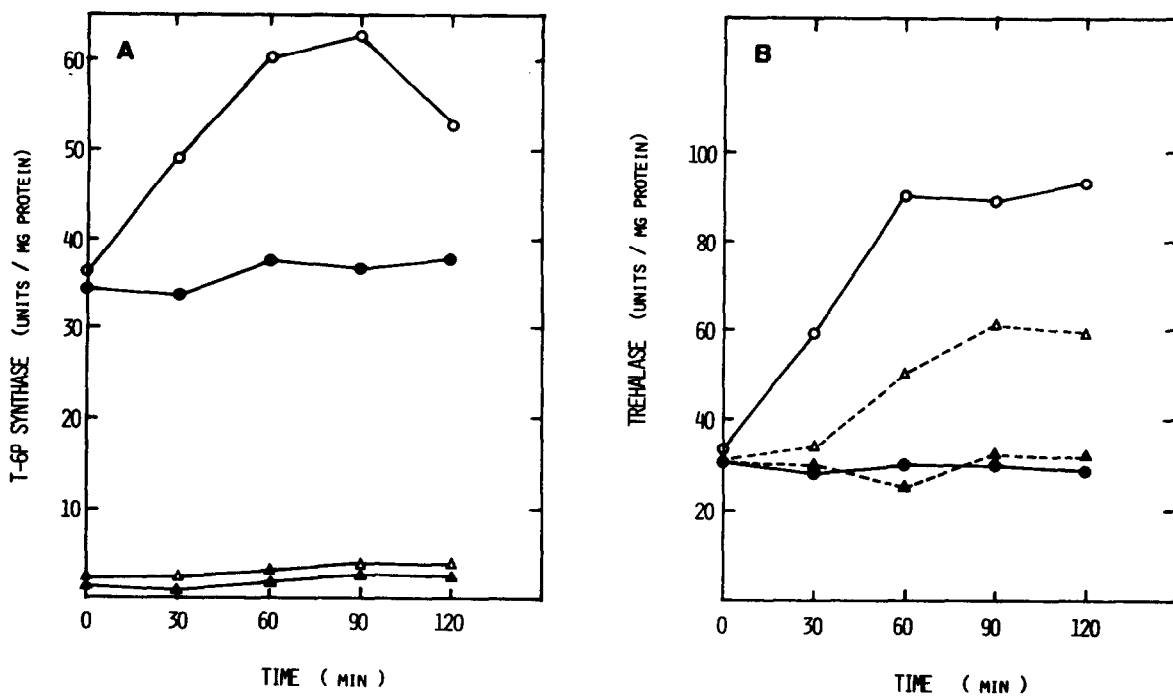 A
60
50
40
30
20
10
0 30 60 90 120
T-6P SYNTHASE (UNITS / MG PROTEIN)
TIME ( MIN )
B
100
80
60
40
20
0 30 60 90 120
TREHALASE (UNITS / MG PROTEIN)
TIME ( MIN )